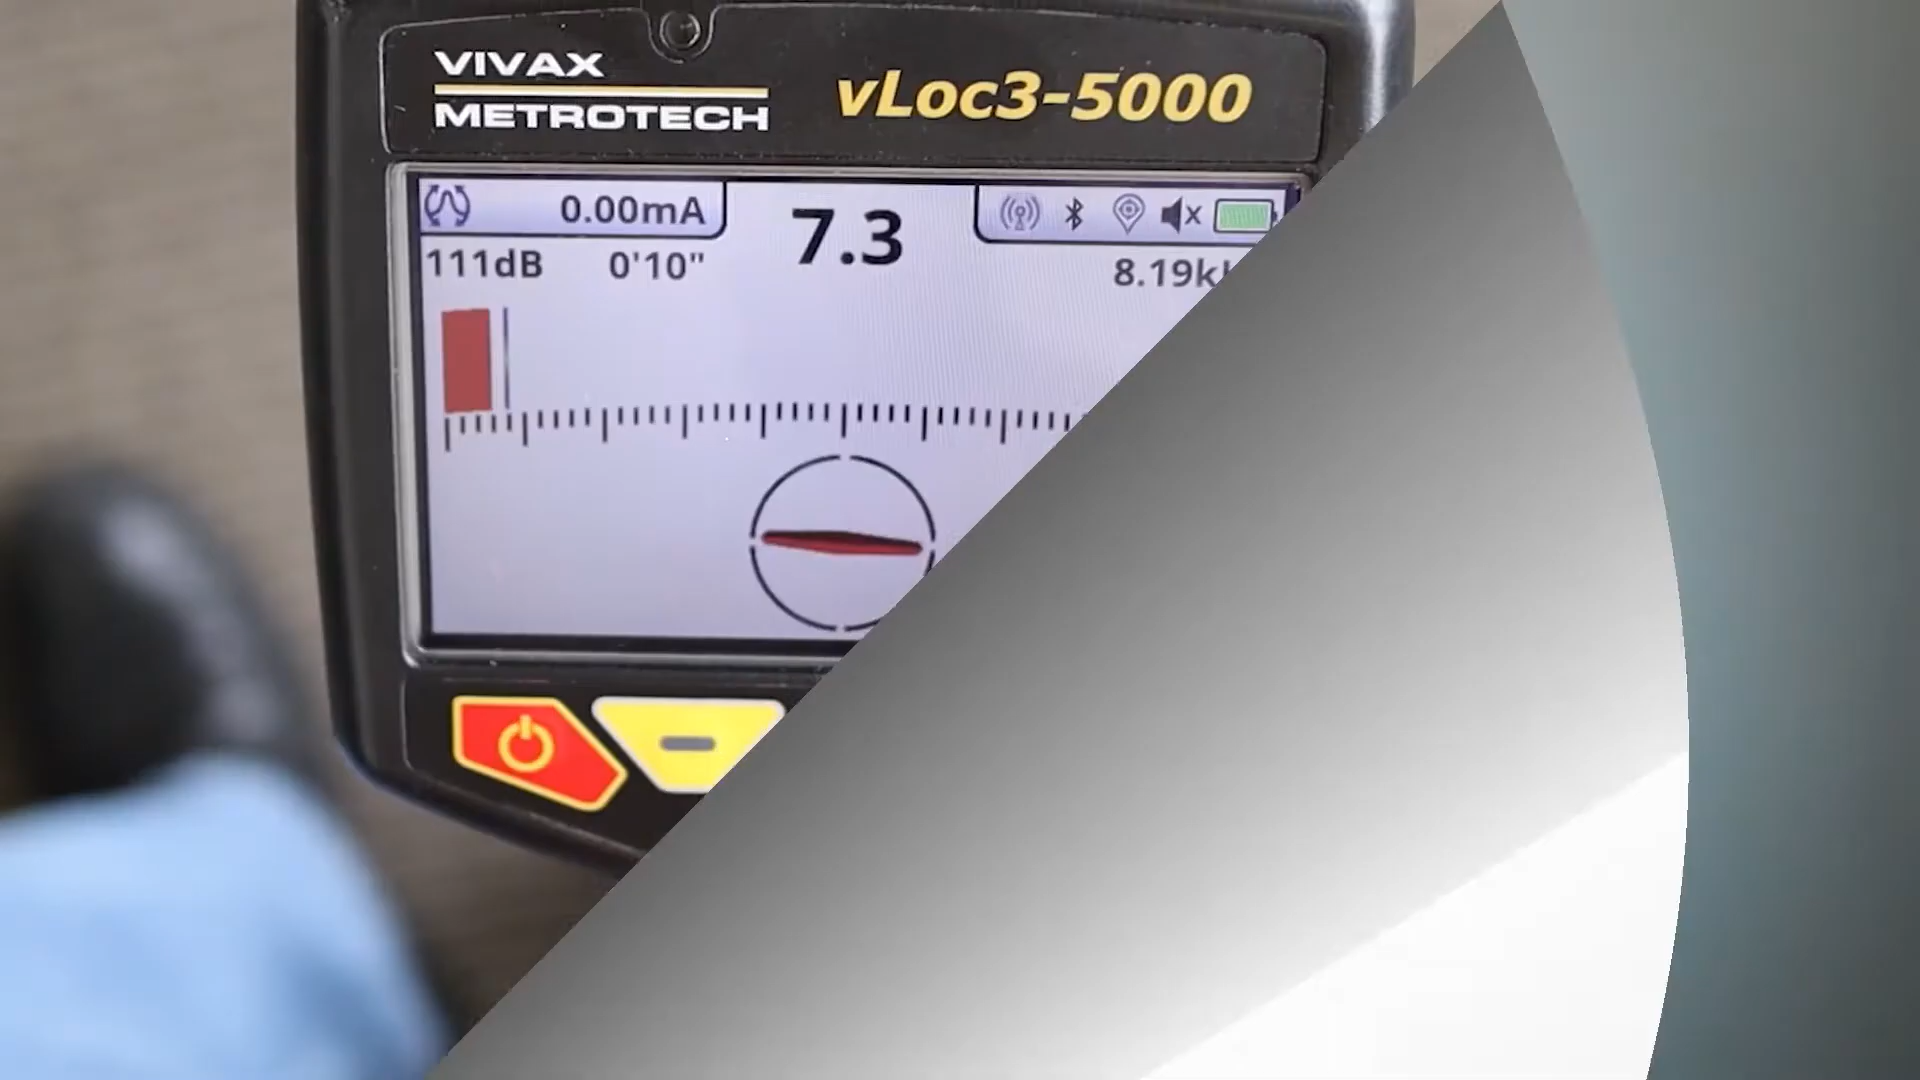 VIVAX
METROTECH
vLoc3-5000
0.00mA
7.3
111dB 0'10"
8.19k